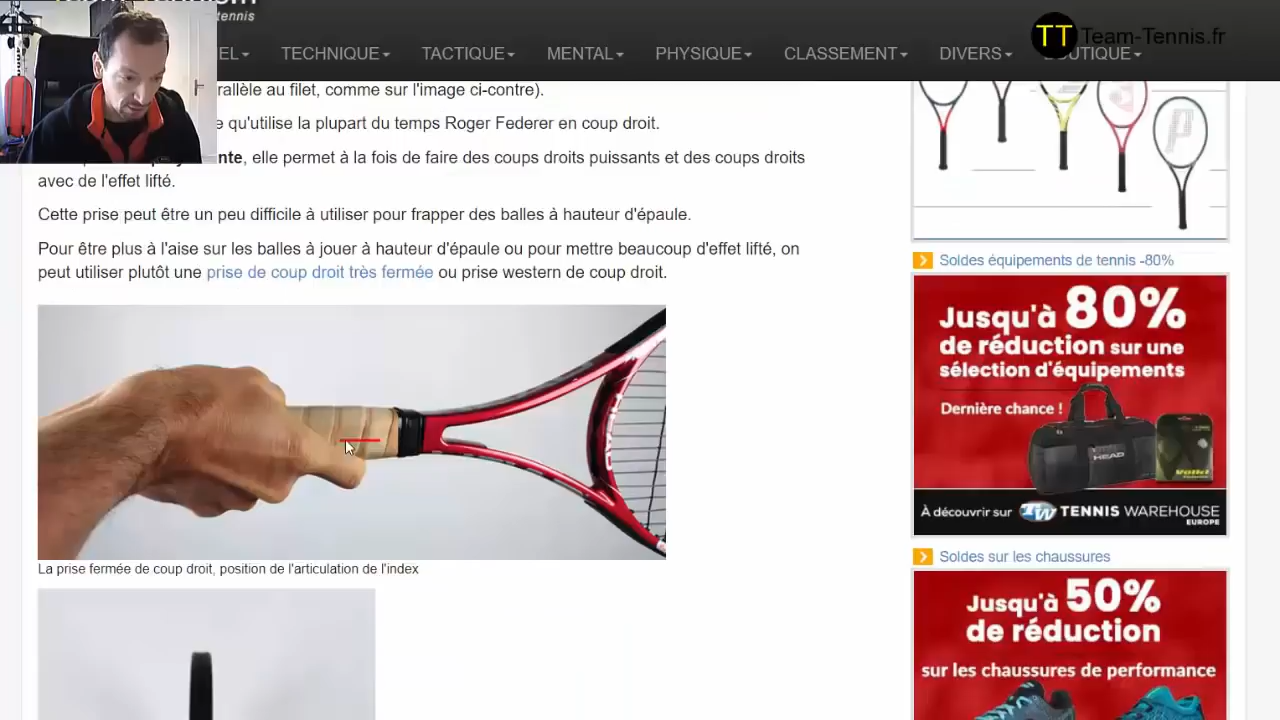 tennis
TT Team-Tennis.fr
TECHNIQUE TACTIQUE MENTAL PHYSIQUE CLASSEMENT DIVERS BOUTIQUE
rallèle au filet, comme sur l'image ci-contre).
e qu'utilise la plupart du temps Roger Federer en coup droit.
nte, elle permet à la fois de faire des coups droits puissants et des coups droits
avec de l'effet lifté.
Cette prise peut être un peu difficile à utiliser pour frapper des balles à hauteur d'épaule.
Pour être plus à l'aise sur les balles à jouer à hauteur d'épaule ou pour mettre beaucoup d'effet lifté, on
peut utiliser plutôt une prise de coup droit très fermée ou prise western de coup droit.
La prise fermée de coup droit, position de l'articulation de l'index
Soldes équipements de tennis -80%
Jusqu'à 80%
de réduction sur une
sélection d'équipements
Dernière chance !
HEAD
Völkl
À découvrir sur TW TENNIS WAREHOUSE
EUROPE
Soldes sur les chaussures
Jusqu'à 50%
de réduction
sur les chaussures de performance